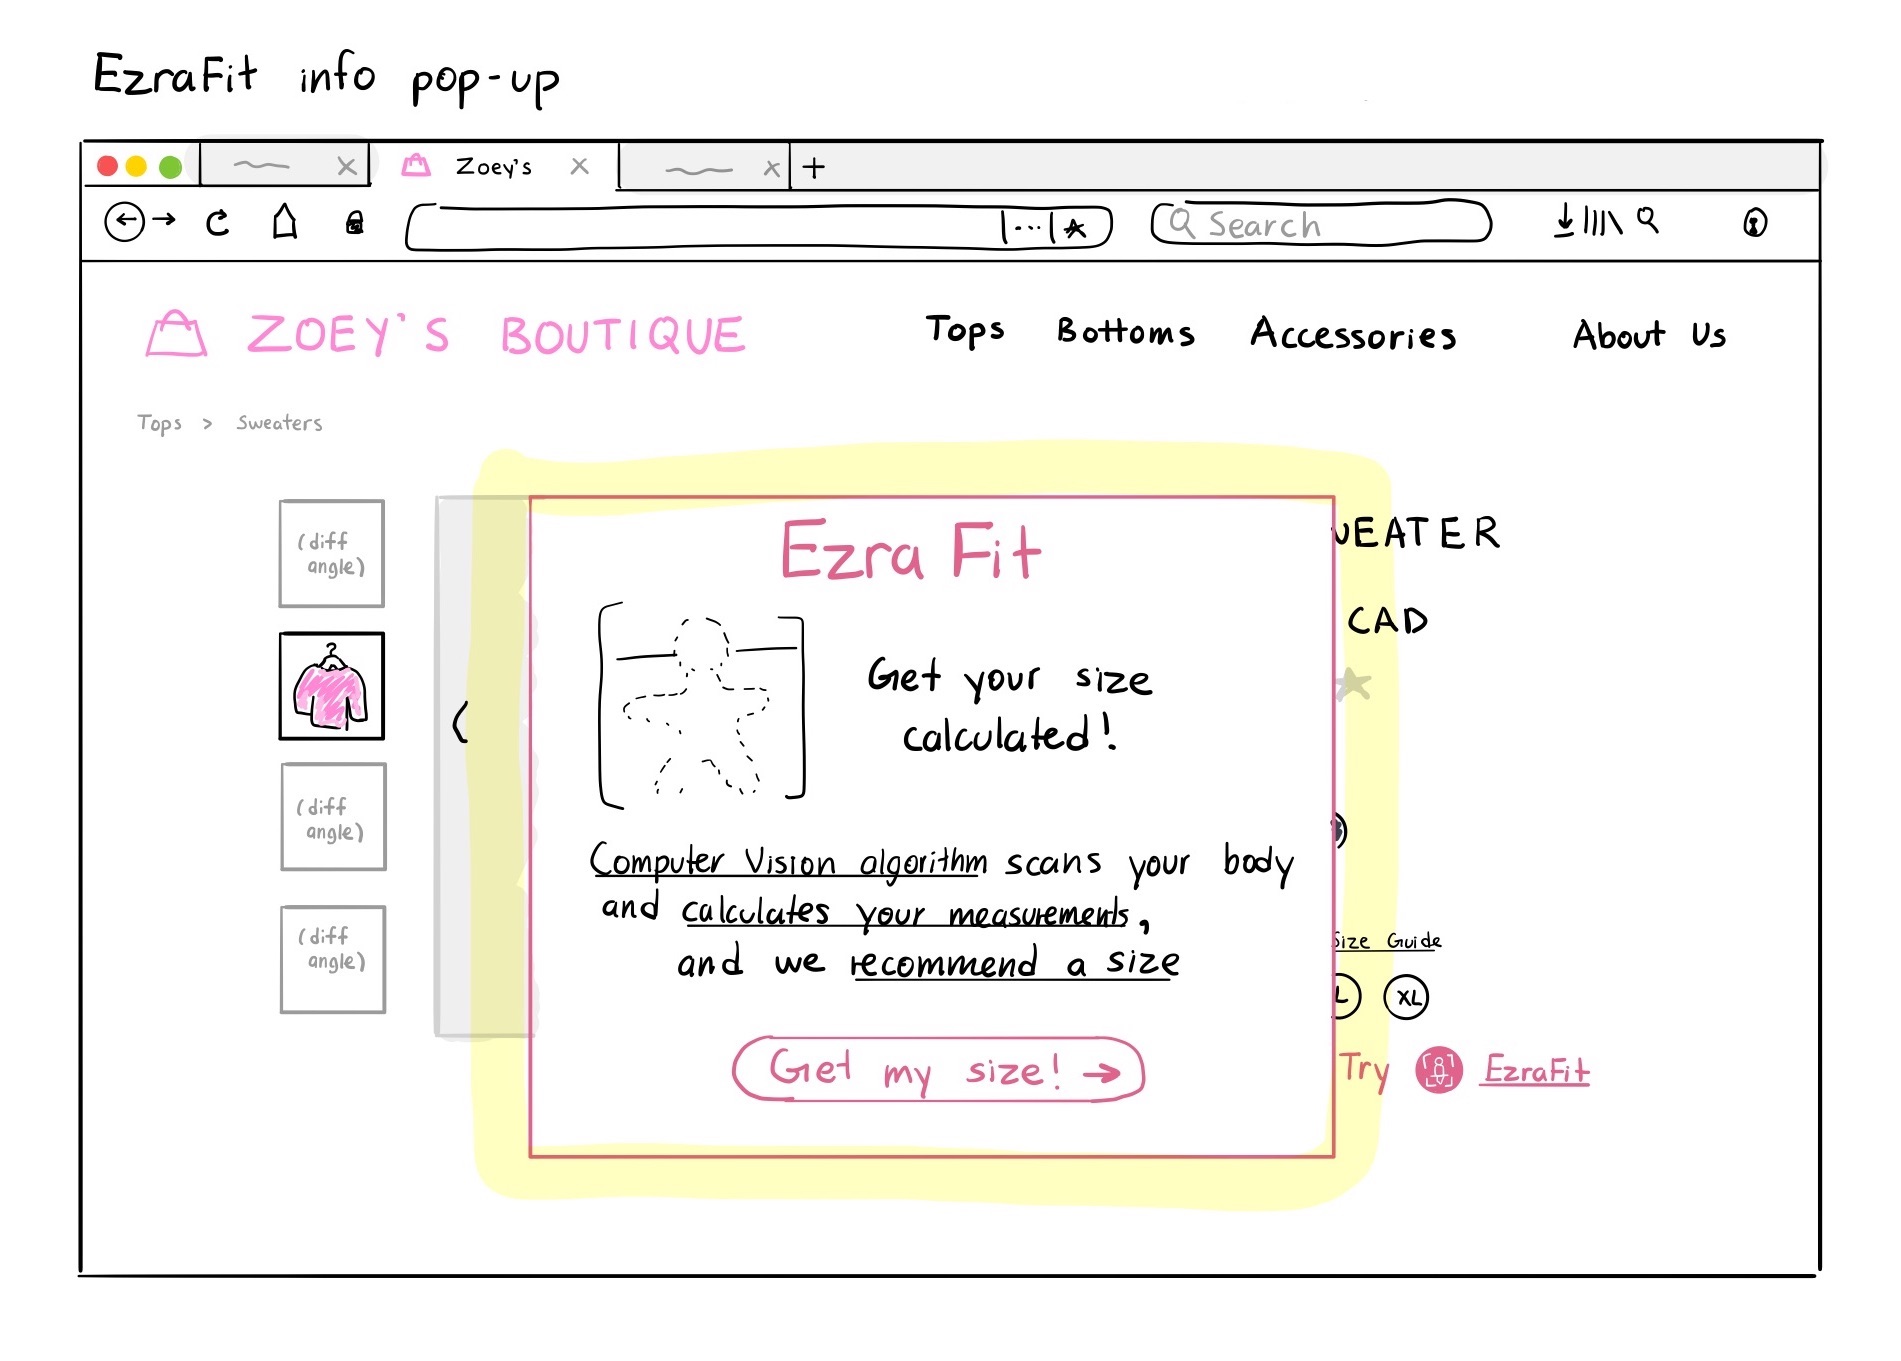 EzraFit info pop-up
Zoey's
Search
ZOEY'S BOUTIQUE
Tops Bottoms Accessories About Us
Tops > Sweaters
(diff
angle)
(diff
angle)
(diff
angle)
EATER
CAD
Ezra Fit
Get your size
calculated!
Computer Vision algorithm scans your body
and calculates your measurements,
and we recommend a size
Get my size! →
Size Guide
L XL
Try EzraFit